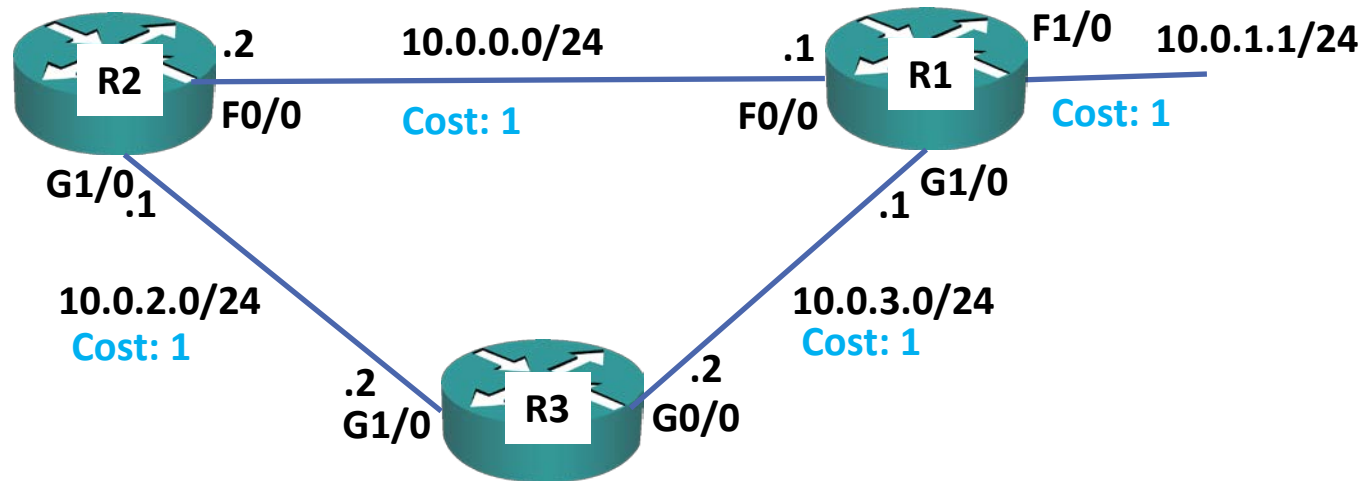 .2
10.0.0.0/24
.1
F1/0
10.0.1.1/24
R2
R1
F0/0
Cost: 1
F0/0
Cost: 1
G1/0
.1
G1/0
.1
10.0.2.0/24
Cost: 1
10.0.3.0/24
Cost: 1
.2
G1/0
R3
.2
G0/0